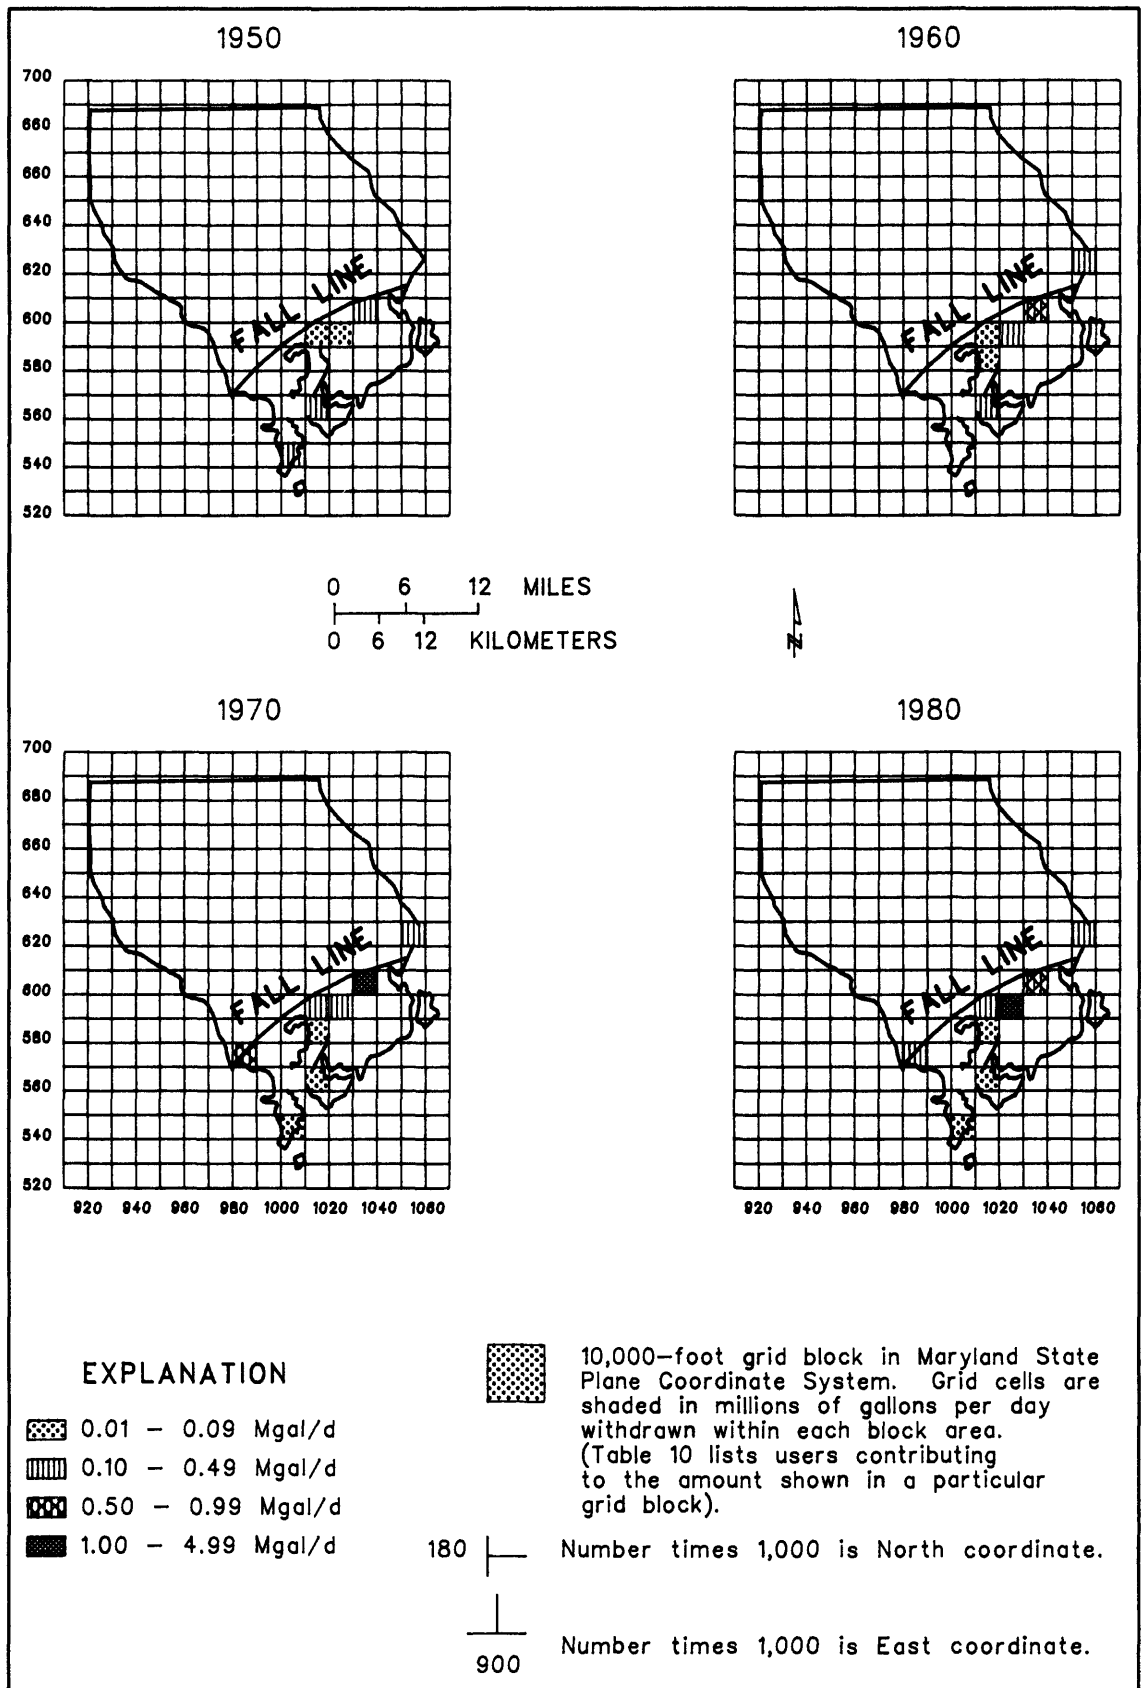 1950
1960
700
660
660
640
620
600
580
560
540
520
FALL LINE
FALL LINE
0 6 12 MILES
0 6 12 KILOMETERS
N
1970
1980
700
680
660
640
620
600
580
560
540
520
FALL LINE
FALL LINE
920 940 960 980 1000 1020 1040 1060
920 940 960 980 1000 1020 1040 1060
EXPLANATION
0.01 – 0.09 Mgal/d
0.10 – 0.49 Mgal/d
0.50 – 0.99 Mgal/d
1.00 – 4.99 Mgal/d
10,000–foot grid block in Maryland State
Plane Coordinate System. Grid cells are
shaded in millions of gallons per day
withdrawn within each block area.
(Table 10 lists users contributing
to the amount shown in a particular
grid block).
180 Number times 1,000 is North coordinate.
900 Number times 1,000 is East coordinate.